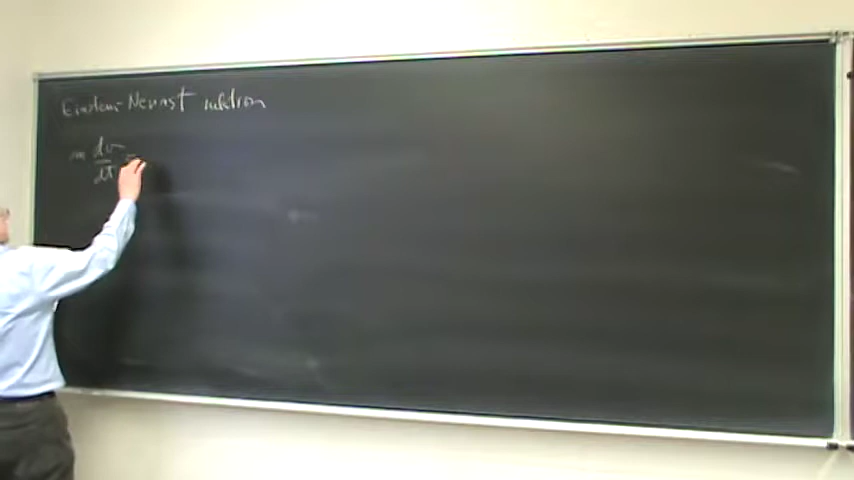 Einstein-Nernst relation
m dv/dt =